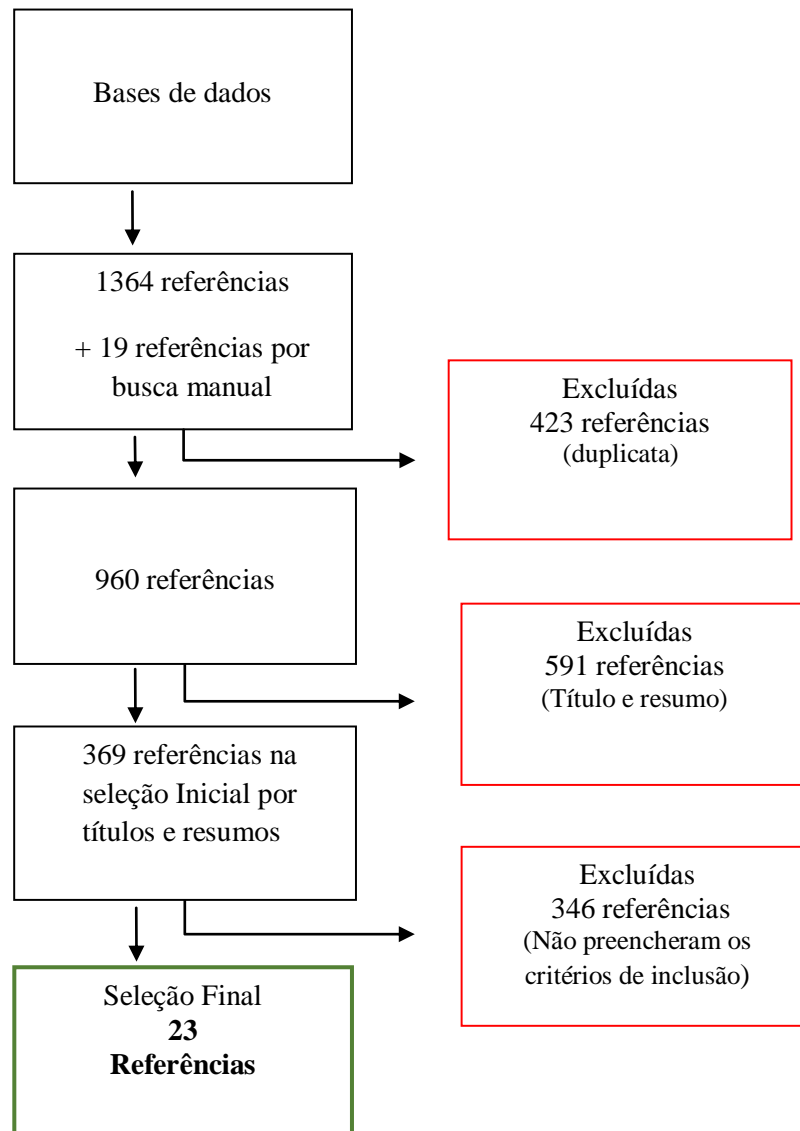 Bases de dados
1364 referências
+ 19 referências por
busca manual
Excluídas
423 referências
(duplicata)
960 referências
Excluídas
591 referências
(Título e resumo)
369 referências na
seleção Inicial por
títulos e resumos
Excluídas
346 referências
(Não preencheram os
critérios de inclusão)
Seleção Final
23
Referências